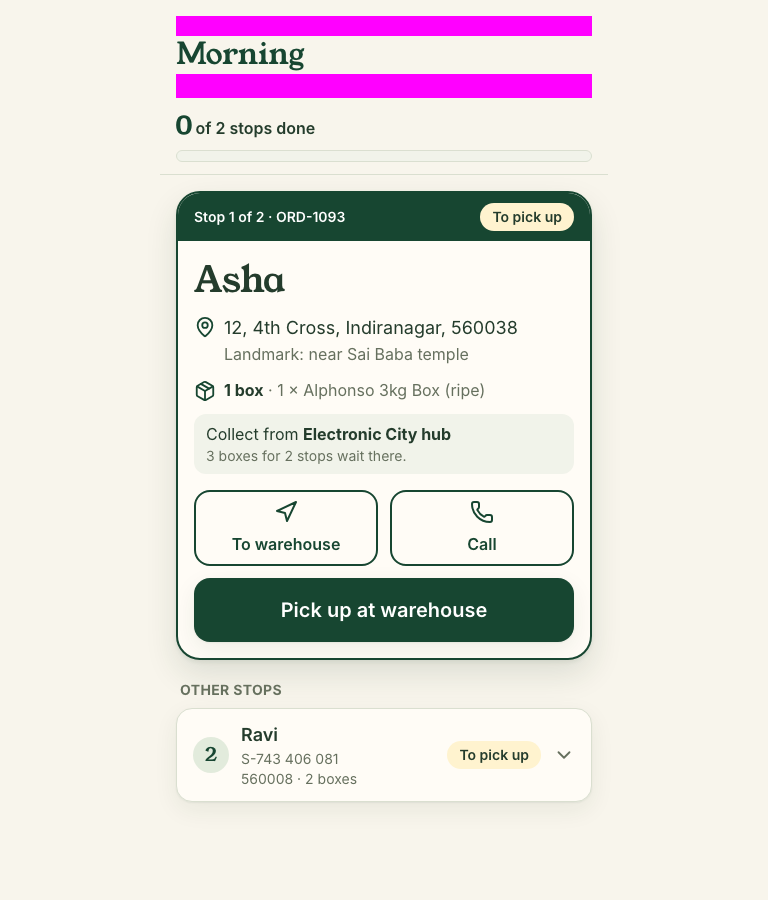 Morning
0 of 2 stops done
Stop 1 of 2 · ORD-1093
To pick up
Asha
12, 4th Cross, Indiranagar, 560038
Landmark: near Sai Baba temple
1 box · 1 × Alphonso 3kg Box (ripe)
Collect from Electronic City hub
3 boxes for 2 stops wait there.
To warehouse
Call
Pick up at warehouse
OTHER STOPS
2
Ravi
S-743 406 081
560008 · 2 boxes
To pick up